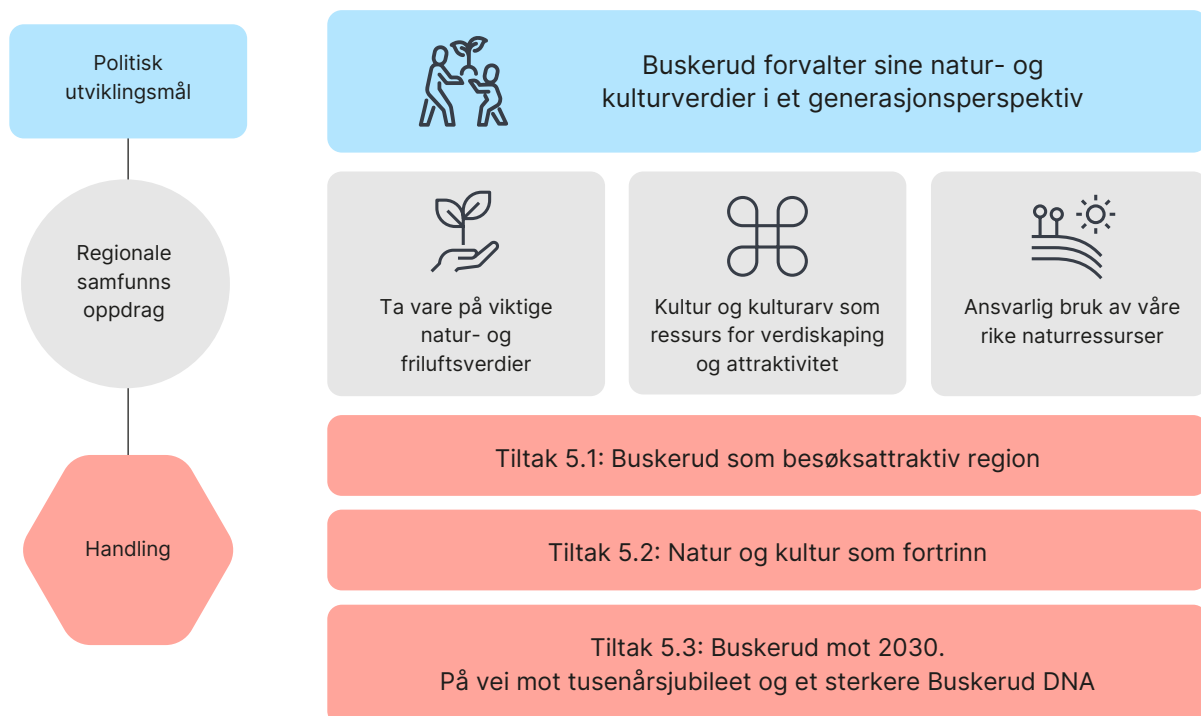 Politisk
utviklingsmål
Buskerud forvalter sine natur- og
kulturverdier i et generasjonsperspektiv
Regionale
samfunns
oppdrag
Ta vare på viktige
natur- og
friluftsverdier
Kultur og kulturarv som
ressurs for verdiskaping
og attraktivitet
Ansvarlig bruk av våre
rike naturressurser
Handling
Tiltak 5.1: Buskerud som besøksattraktiv region
Tiltak 5.2: Natur og kultur som fortrinn
Tiltak 5.3: Buskerud mot 2030.
På vei mot tusenårsjubileet og et sterkere Buskerud DNA